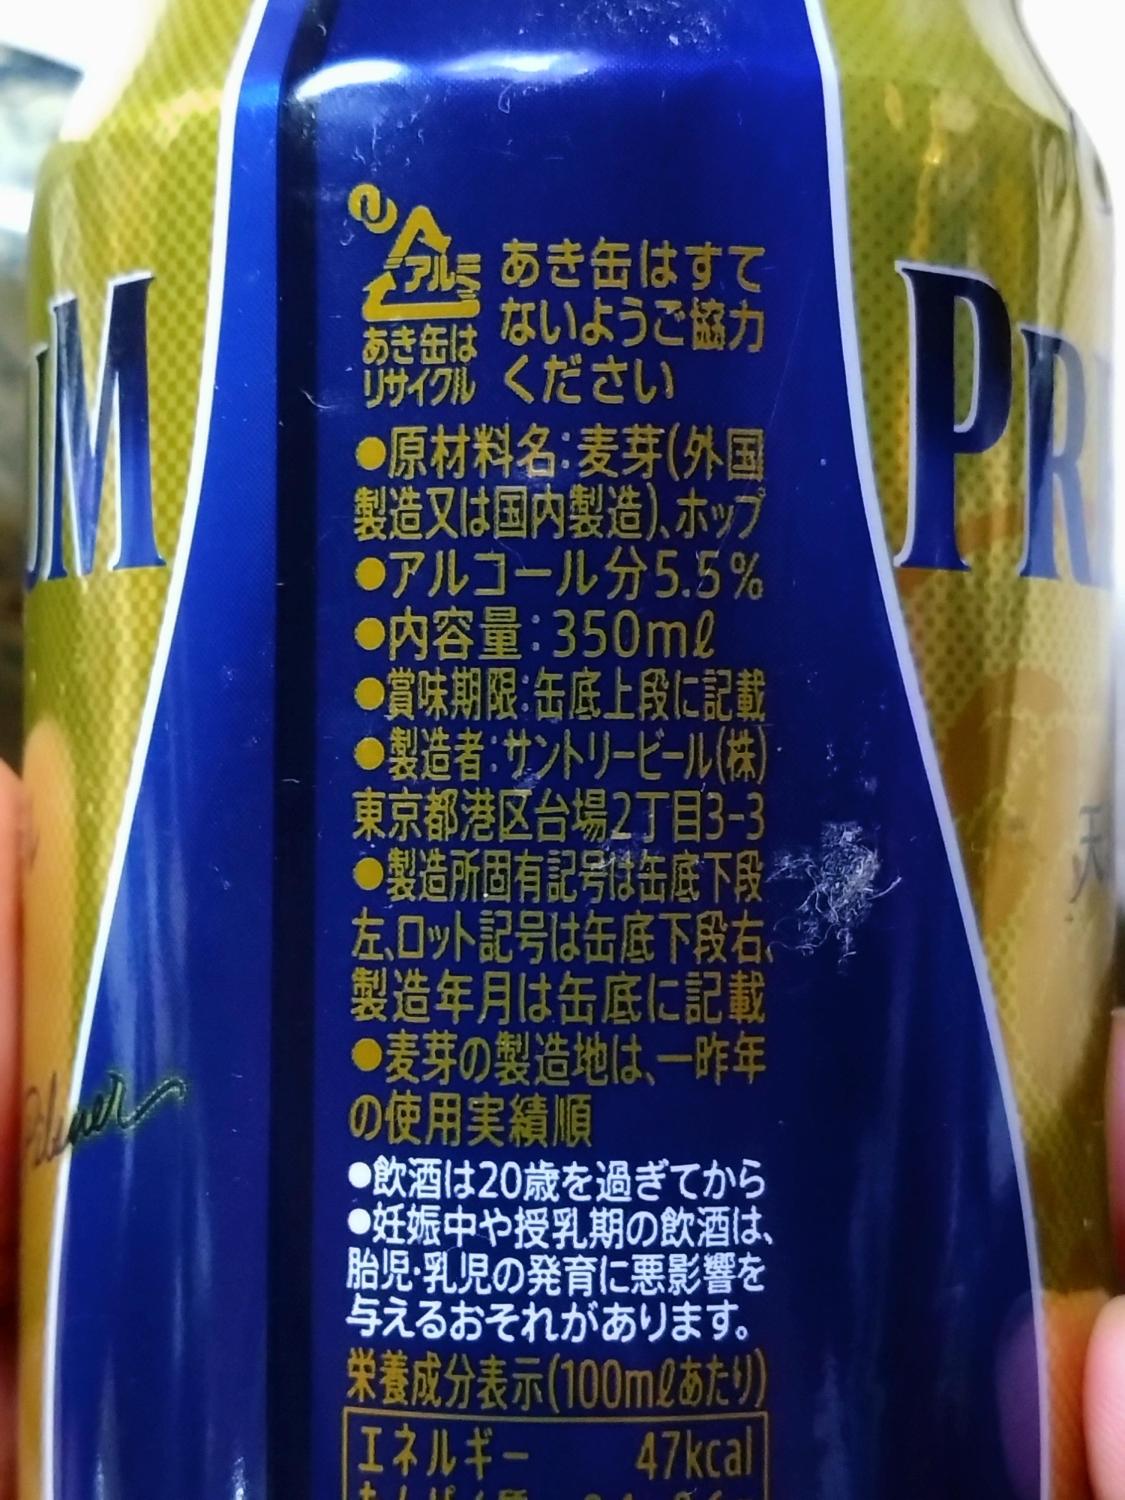 アルミ
あき缶は
リサイクル
あき缶はすて
ないようご協力
ください
●原材料名:麦芽(外国
製造又は国内製造)、ホップ
●アルコール分5.5%
●内容量:350mℓ
●賞味期限:缶底上段に記載
●製造者:サントリービール(株)
東京都港区台場2丁目3-3
●製造所固有記号は缶底下段
左、ロット記号は缶底下段右、
製造年月は缶底に記載
●麦芽の製造地は、一昨年
の使用実績順
●飲酒は20歳を過ぎてから
●妊娠中や授乳期の飲酒は、
胎児・乳児の発育に悪影響を
与えるおそれがあります。
栄養成分表示(100mℓあたり)
エネルギー 47kcal
UM
PR
天